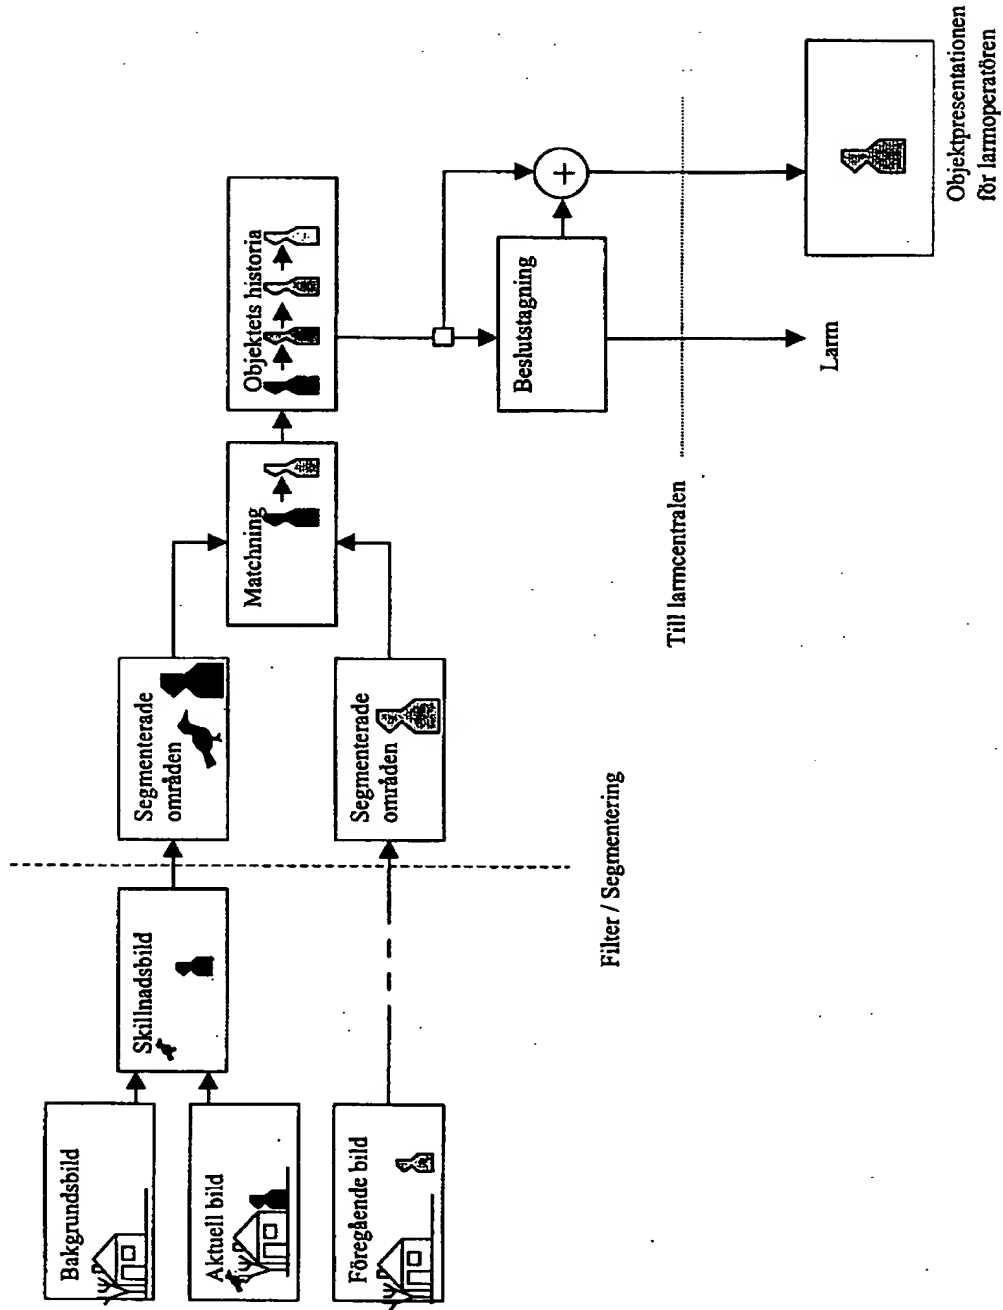 Bakgrundsbild
Aktuell bild
Föregående bild
Skillnadsbild
Segmenterade
områden
Segmenterade
områden
Matchning
Objektets historia
Beslutstagning
+
Filter / Segmentering
Till larmcentralen
Larm
Objektpresentationen
för larmoperatören